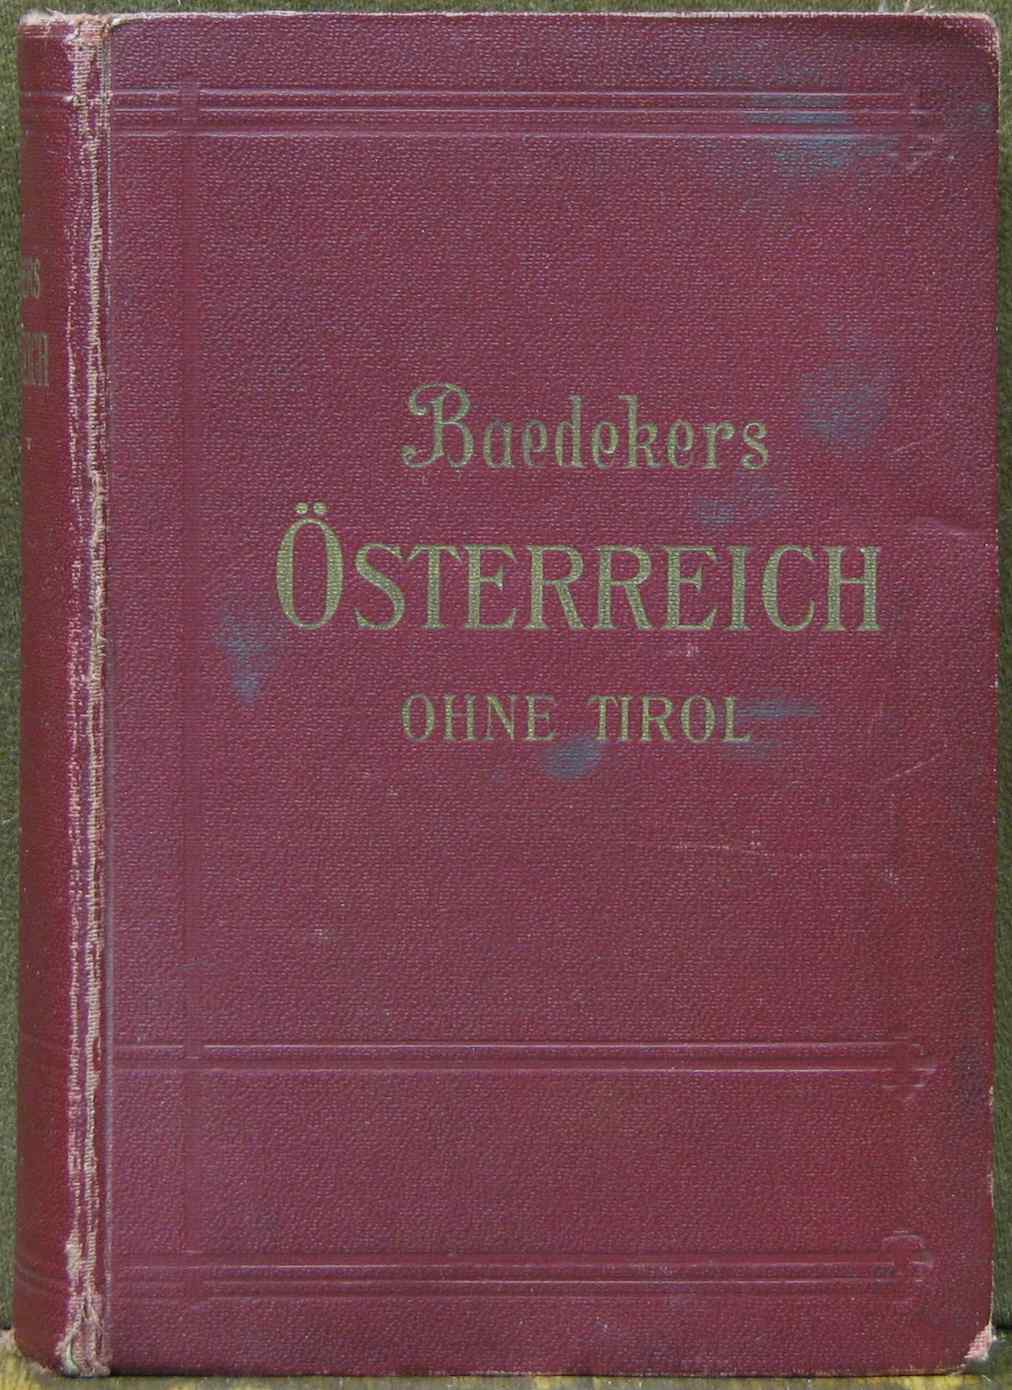 Baedekers
ÖSTERREICH
OHNE TIROL